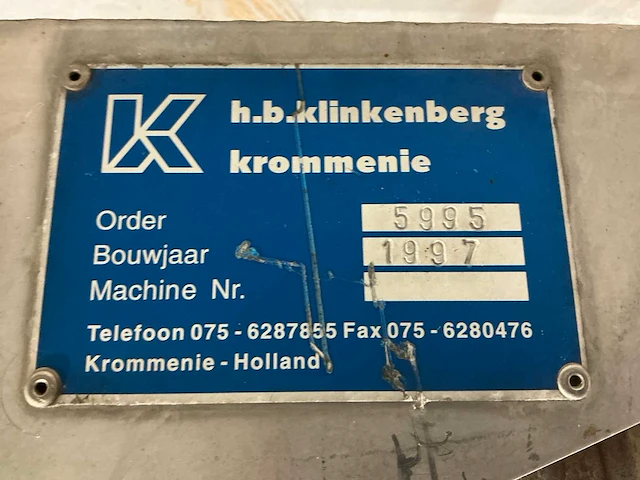 h.b.klinkenberg
krommenie
Order 5995
Bouwjaar 1997
Machine Nr.
Telefoon 075 - 6287855 Fax 075 - 6280476
Krommenie - Holland